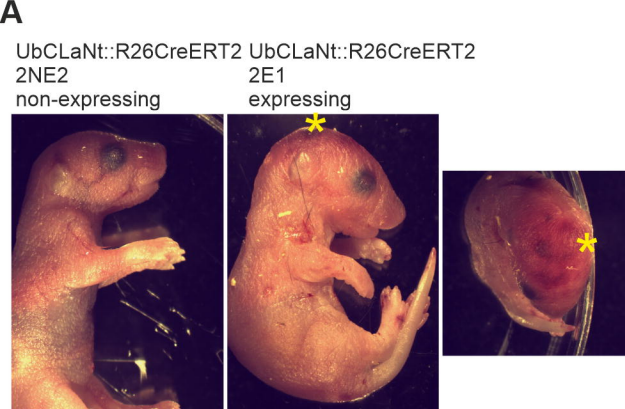 A
UbCLaNt::R26CreERT2
2NE2
non-expressing
UbCLaNt::R26CreERT2
2E1
expressing
*
*